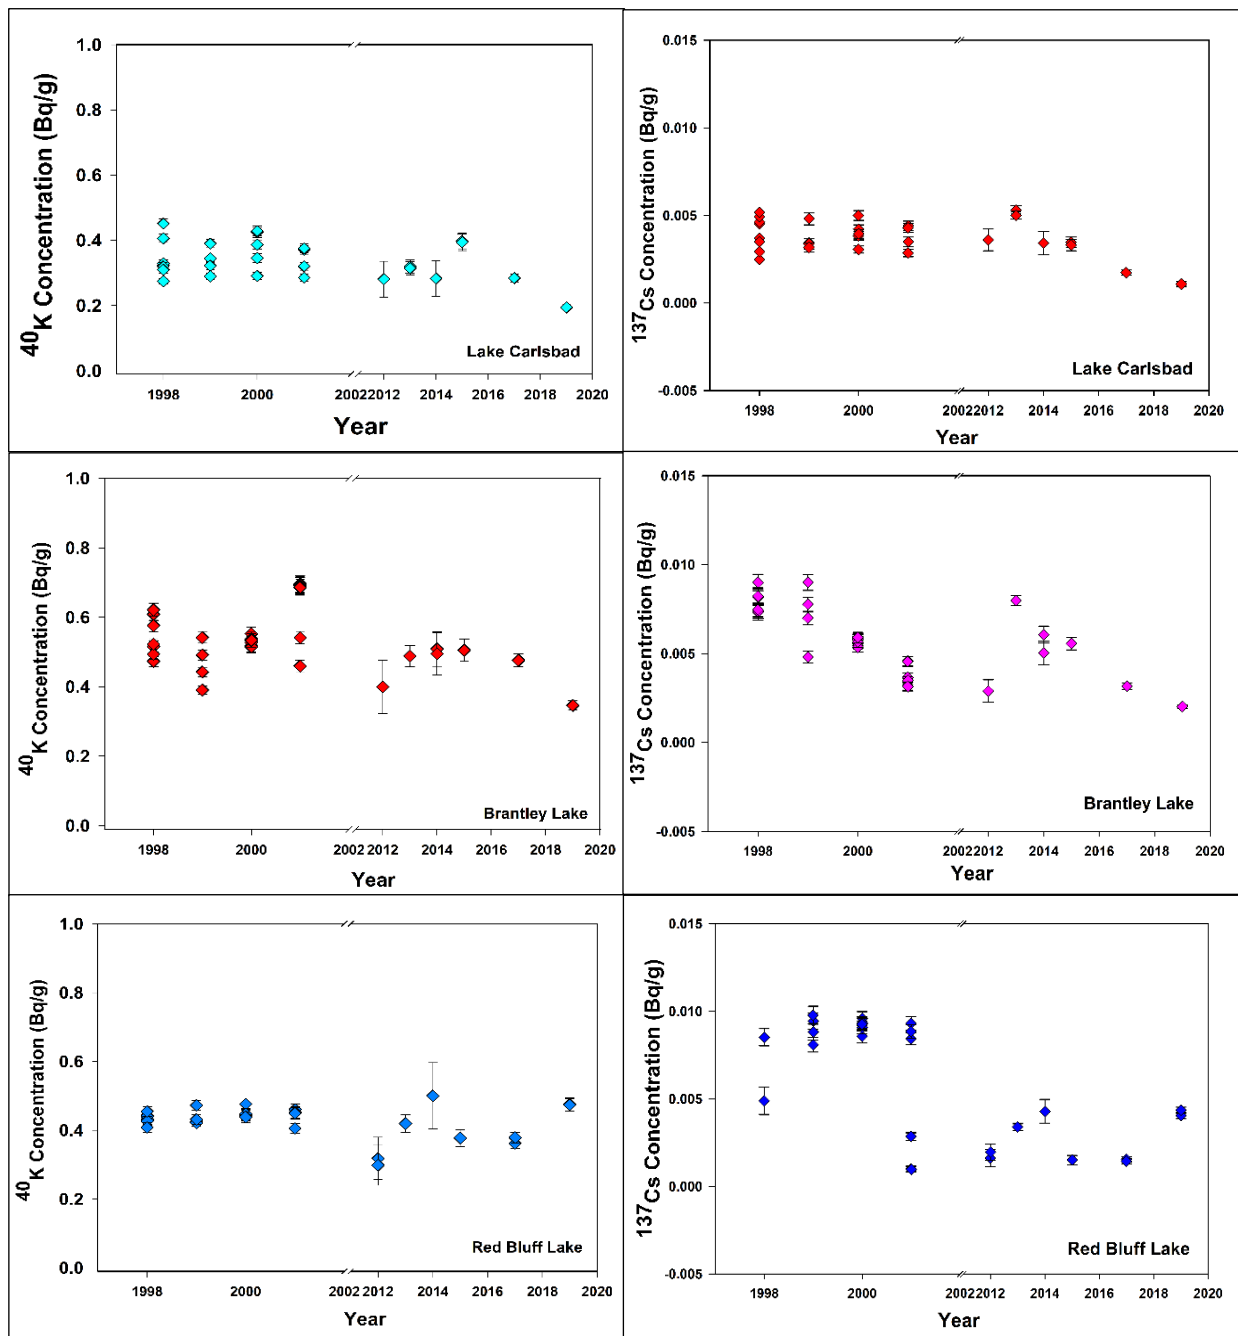 1.0
0.8
0.6
0.4
0.2
0.0
40K Concentration (Bq/g)
Lake Carlsbad
1998 2000 2002 2012 2014 2016 2018 2020
Year
0.015
0.010
0.005
0.000
-0.005
137Cs Concentration (Bq/g)
Lake Carlsbad
1998 2000 2002 2012 2014 2016 2018 2020
Year
1.0
0.8
0.6
0.4
0.2
0.0
40K Concentration (Bq/g)
Brantley Lake
1998 2000 2002 2012 2014 2016 2018 2020
Year
0.015
0.010
0.005
0.000
-0.005
137Cs Concentration (Bq/g)
Brantley Lake
1998 2000 2002 2012 2014 2016 2018 2020
Year
1.0
0.8
0.6
0.4
0.2
0.0
40K Concentration (Bq/g)
Red Bluff Lake
1998 2000 2002 2012 2014 2016 2018 2020
Year
0.015
0.010
0.005
0.000
-0.005
137Cs Concentration (Bq/g)
Red Bluff Lake
1998 2000 2002 2012 2014 2016 2018 2020
Year